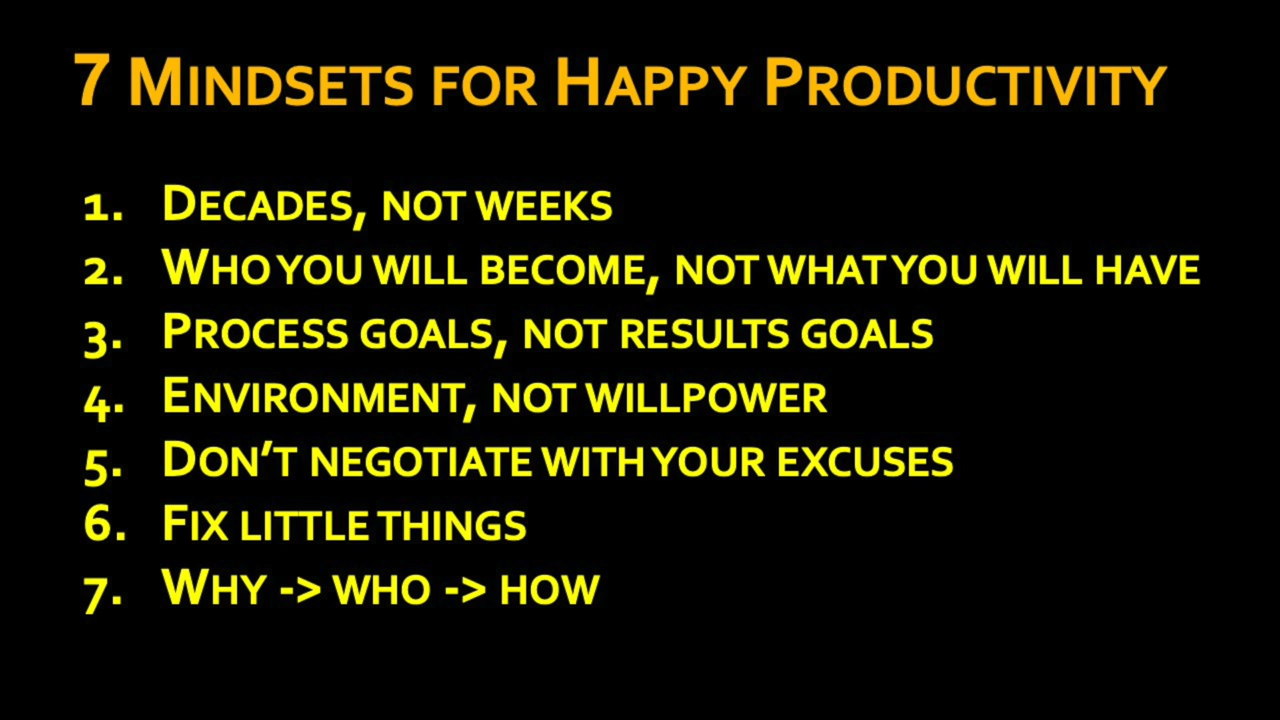 7 Mindsets for Happy Productivity
1. Decades, not weeks
2. Who you will become, not what you will have
3. Process goals, not results goals
4. Environment, not willpower
5. Don’t negotiate with your excuses
6. Fix little things
7. Why -> who -> how